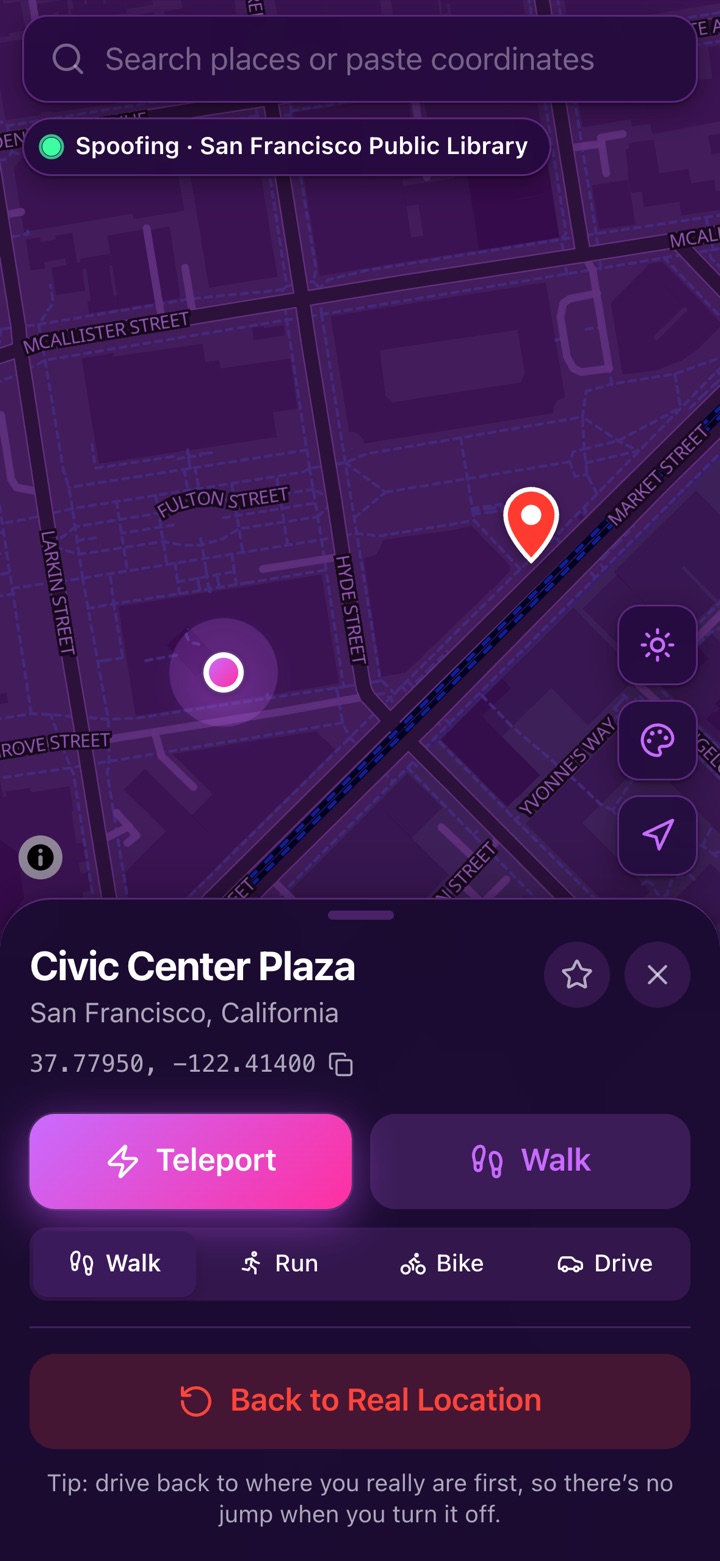 Search places or paste coordinates
Spoofing · San Francisco Public Library
MCALLISTER STREET
FULTON STREET
MARKET STREET
LARKIN STREET
HYDE STREET
YVONNE'S WAY
Civic Center Plaza
San Francisco, California
37.77950, −122.41400
Teleport
Walk
Walk
Run
Bike
Drive
Back to Real Location
Tip: drive back to where you really are first, so there’s no
jump when you turn it off.